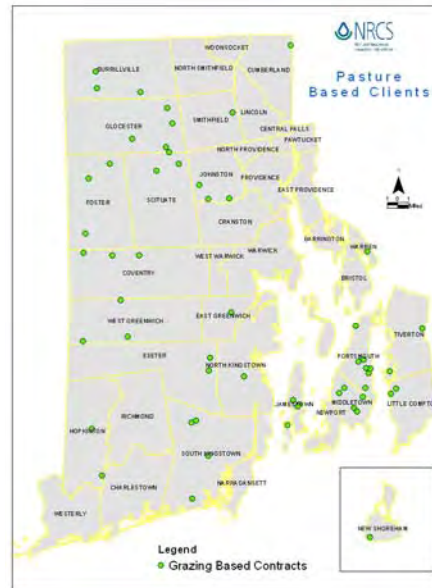 NRCS
Pasture
Based Clients
WOONSOCKET
BURRILLVILLE
NORTH SMITHFIELD
CUMBERLAND
GLOCESTER
SMITHFIELD
LINCOLN
CENTRAL FALLS
PAWTUCKET
NORTH PROVIDENCE
JOHNSTON
PROVIDENCE
EAST PROVIDENCE
FOSTER
SCITUATE
CRANSTON
BARRINGTON
WARREN
WARWICK
WEST WARWICK
COVENTRY
BRISTOL
EAST GREENWICH
WEST GREENWICH
TIVERTON
EXETER
PORTSMOUTH
NORTH KINGSTOWN
JAMESTOWN
MIDDLETOWN
LITTLE COMPTO
NEWPORT
RICHMOND
HOPKINTON
SOUTH KINGSTOWN
NARRAGANSETT
CHARLESTOWN
WESTERLY
NEW SHOREHAM
Legend
Grazing Based Contracts